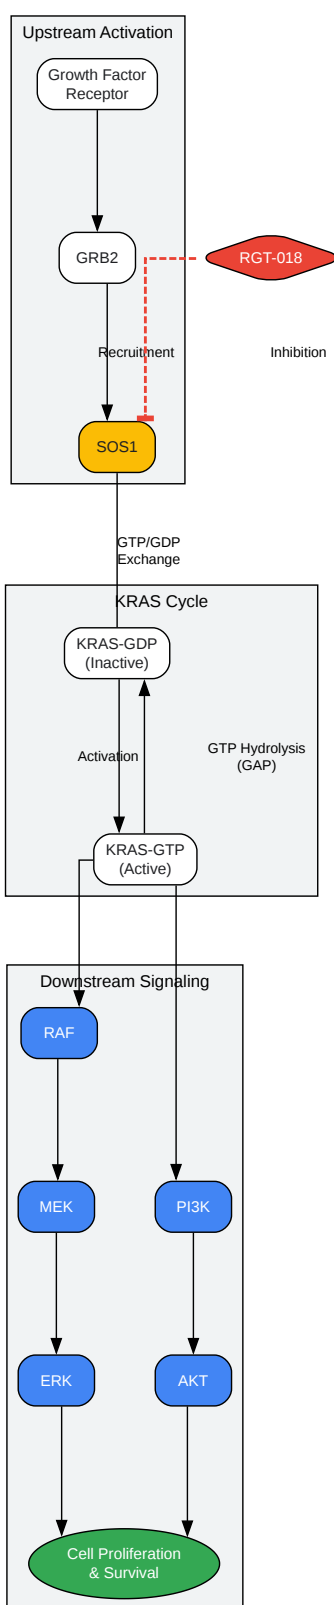 Upstream Activation
Growth Factor
Receptor
GRB2
RGT-018
Recruitment
Inhibition
SOS1
GTP/GDP
Exchange
KRAS Cycle
KRAS-GDP
(Inactive)
Activation
GTP Hydrolysis
(GAP)
KRAS-GTP
(Active)
Downstream Signaling
RAF
MEK
PI3K
ERK
AKT
Cell Proliferation
& Survival